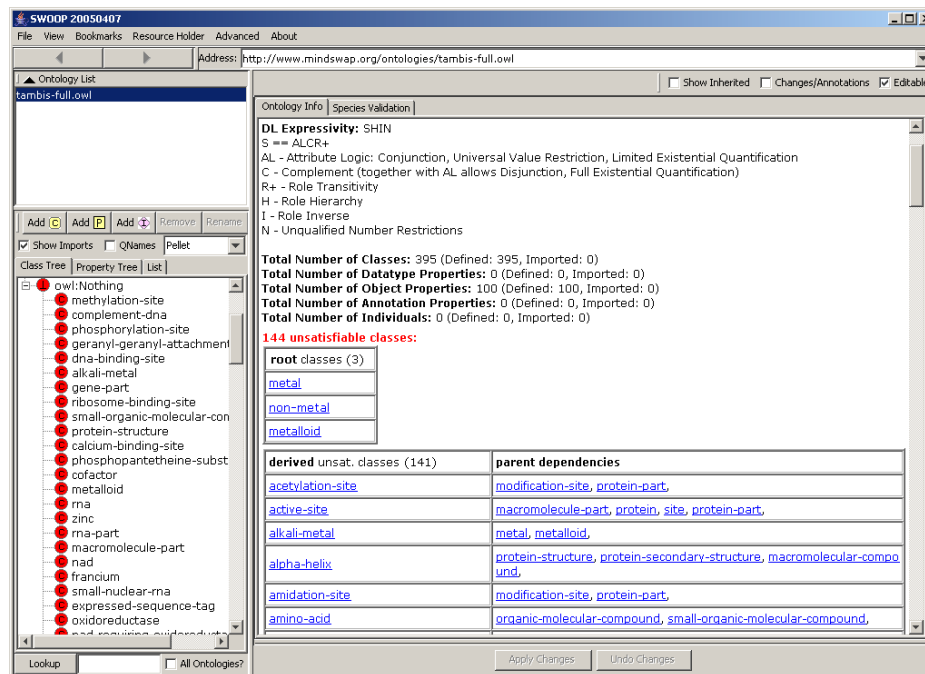 SWOOP 20050407
File View Bookmarks Resource Holder Advanced About
Address: http://www.mindswap.org/ontologies/tambis-full.owl
Ontology List
tambis-full.owl
Show Inherited Changes/Annotations Editable
Add C Add P Add I Remove Rename
Show Imports QNames Pellet
Class Tree Property Tree List
owl:Nothing
methylation-site
complement-dna
phosphorylation-site
geranyl-geranyl-attachment
dna-binding-site
alkali-metal
gene-part
ribosome-binding-site
small-organic-molecular-con
protein-structure
calcium-binding-site
phosphopantetheine-subst
cofactor
metalloid
rna
zinc
rna-part
macromolecule-part
nad
francium
small-nuclear-rna
expressed-sequence-tag
oxidoreductase
nad-requiring-oxidoreducta
Lookup All Ontologies?
Ontology Info Species Validation
DL Expressivity: SHIN
S == ALCR+
AL - Attribute Logic: Conjunction, Universal Value Restriction, Limited Existential Quantification
C - Complement (together with AL allows Disjunction, Full Existential Quantification)
R+ - Role Transitivity
H - Role Hierarchy
I - Role Inverse
N - Unqualified Number Restrictions
Total Number of Classes: 395 (Defined: 395, Imported: 0)
Total Number of Datatype Properties: 0 (Defined: 0, Imported: 0)
Total Number of Object Properties: 100 (Defined: 100, Imported: 0)
Total Number of Annotation Properties: 0 (Defined: 0, Imported: 0)
Total Number of Individuals: 0 (Defined: 0, Imported: 0)
144 unsatisfiable classes:
root classes (3)
metal
non-metal
metalloid
derived unsat. classes (141) parent dependencies
acetylation-site modification-site, protein-part,
active-site macromolecule-part, protein, site, protein-part,
alkali-metal metal, metalloid,
alpha-helix protein-structure, protein-secondary-structure, macromolecular-compo
und,
amidation-site modification-site, protein-part,
amino-acid organic-molecular-compound, small-organic-molecular-compound,
Apply Changes Undo Changes